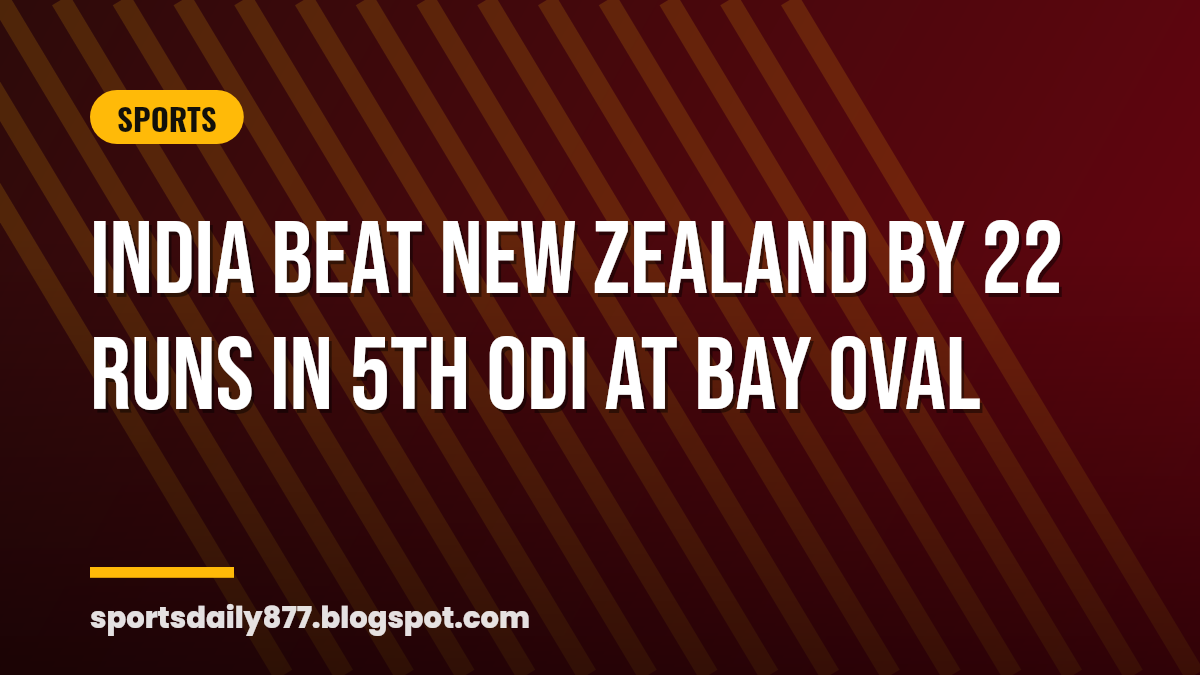 SPORTS
INDIA BEAT NEW ZEALAND BY 22
RUNS IN 5TH ODI AT BAY OVAL
sportsdaily877.blogspot.com